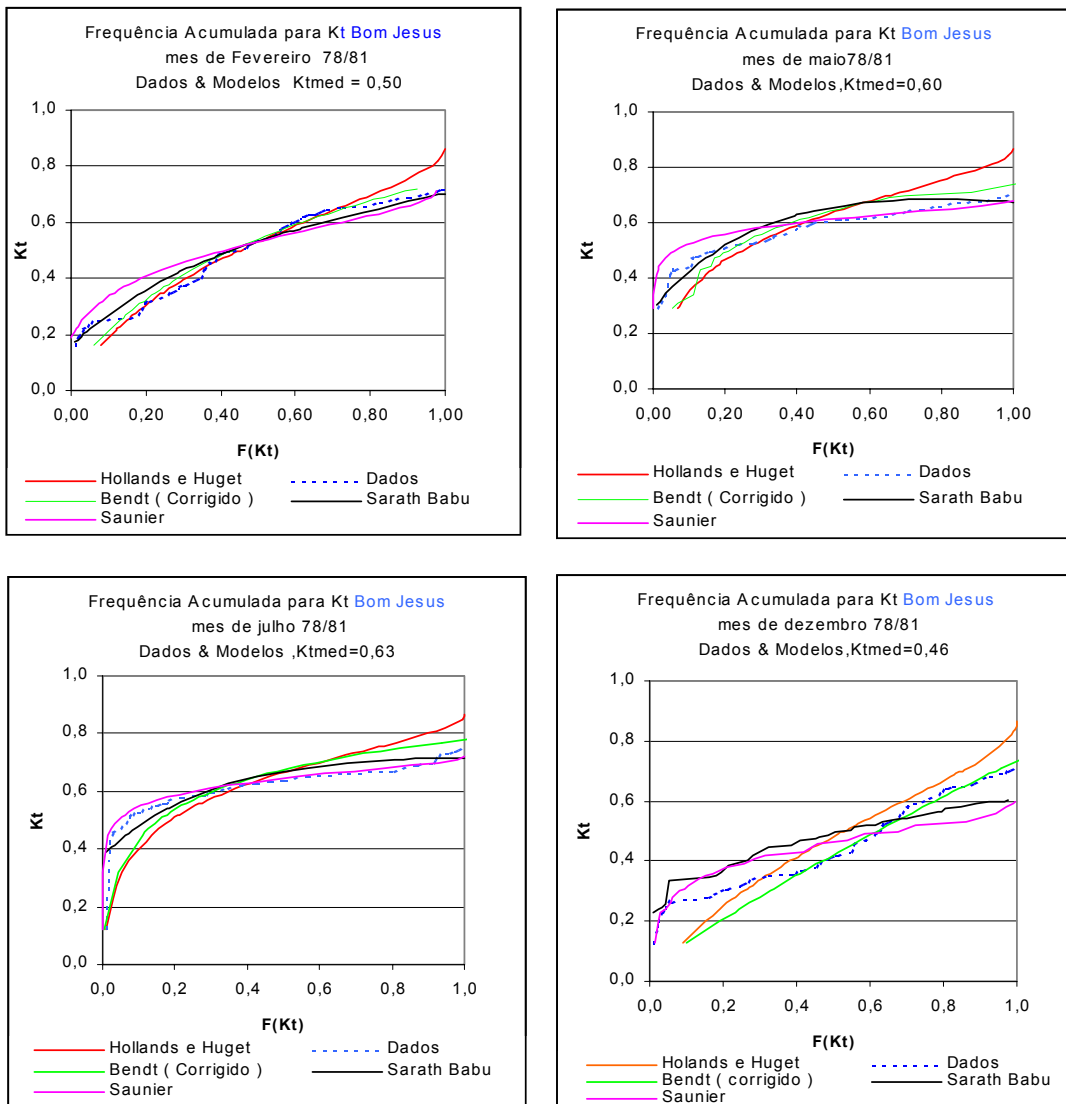 Frequência Acumulada para Kt Bom Jesus
mes de Fevereiro 78/81
Dados & Modelos Ktmed = 0,50
1,0
0,8
0,6
0,4
0,2
0,0
Kt
0,00 0,20 0,40 0,60 0,80 1,00
F(Kt)
Hollands e Huget Dados
Bendt ( Corrigido ) Sarath Babu
Saunier
Frequência Acumulada para Kt Bom Jesus
mes de maio78/81
Dados & Modelos,Ktmed=0,60
1,0
0,8
0,6
0,4
0,2
0,0
Kt
0,00 0,20 0,40 0,60 0,80 1,00
F(Kt)
Hollands e Huget Dados
Bendt ( Corrigido ) Sarath Babu
Saunier
Frequência Acumulada para Kt Bom Jesus
mes de julho 78/81
Dados & Modelos ,Ktmed=0,63
1,0
0,8
0,6
0,4
0,2
0,0
Kt
0,0 0,2 0,4 0,6 0,8 1,0
F(Kt)
Hollands e Huget Dados
Bendt ( Corrigido ) Sarath Babu
Saunier
Frequência Acumulada para Kt Bom Jesus
mes de dezembro 78/81
Dados & Modelos,Ktmed=0,46
1,0
0,8
0,6
0,4
0,2
0,0
Kt
0,0 0,2 0,4 0,6 0,8 1,0
F(Kt)
Holands e Huget Dados
Bendt ( corrigido ) Sarath Babu
Saunier